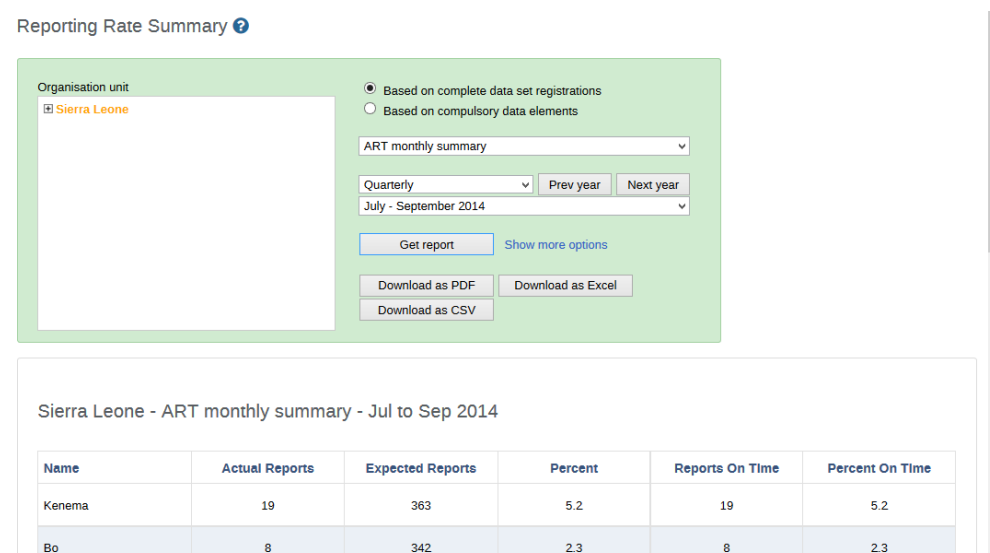 Reporting Rate Summary ?
Organisation unit
Sierra Leone
Based on complete data set registrations
Based on compulsory data elements
ART monthly summary
Quarterly Prev year Next year
July - September 2014
Get report Show more options
Download as PDF Download as Excel
Download as CSV
Sierra Leone - ART monthly summary - Jul to Sep 2014
Name Actual Reports Expected Reports Percent Reports On Time Percent On Time
Kenema 19 363 5.2 19 5.2
Bo 8 342 2.3 8 2.3